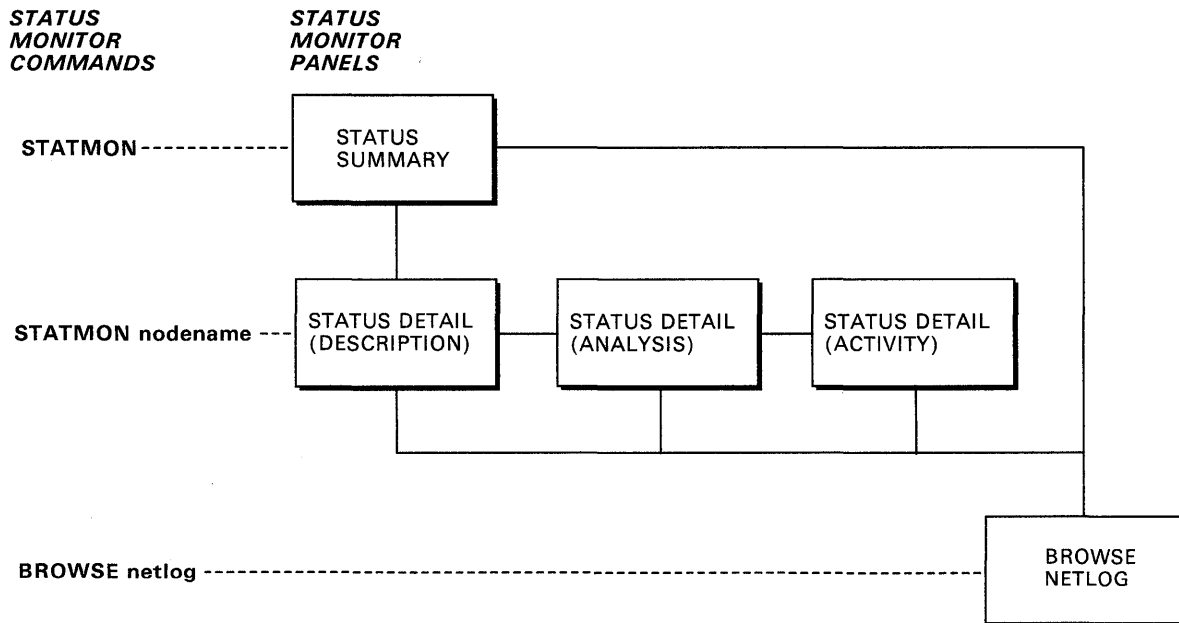 STATUS
MONITOR
COMMANDS
STATUS
MONITOR
PANELS
STATMON
STATUS
SUMMARY
STATMON nodename
STATUS DETAIL
(DESCRIPTION)
STATUS DETAIL
(ANALYSIS)
STATUS DETAIL
(ACTIVITY)
BROWSE netlog
BROWSE
NETLOG